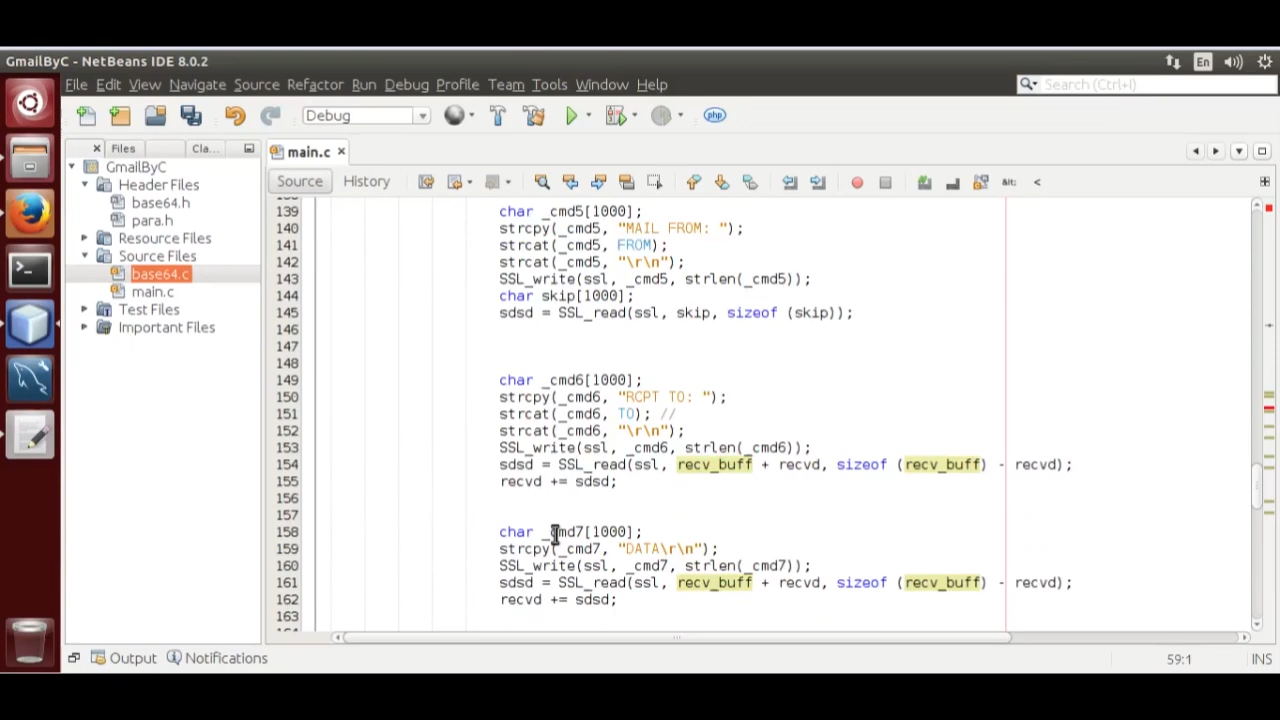 GmailByC - NetBeans IDE 8.0.2
En
File Edit View Navigate Source Refactor Run Debug Profile Team Tools Window Help
Search (Ctrl+I)
Debug
php
Files Cla...
main.c
GmailByC
Header Files
base64.h
para.h
Resource Files
Source Files
base64.c
main.c
Test Files
Important Files
Source History
139 char _cmd5[1000];
140 strcpy(_cmd5, "MAIL FROM: ");
141 strcat(_cmd5, FROM);
142 strcat(_cmd5, "\r\n");
143 SSL_write(ssl, _cmd5, strlen(_cmd5));
144 char skip[1000];
145 sdsd = SSL_read(ssl, skip, sizeof (skip));
146
147
148
149 char _cmd6[1000];
150 strcpy(_cmd6, "RCPT TO: ");
151 strcat(_cmd6, TO); //
152 strcat(_cmd6, "\r\n");
153 SSL_write(ssl, _cmd6, strlen(_cmd6));
154 sdsd = SSL_read(ssl, recv_buff + recvd, sizeof (recv_buff) - recvd);
155 recvd += sdsd;
156
157
158 char _cmd7[1000];
159 strcpy(_cmd7, "DATA\r\n");
160 SSL_write(ssl, _cmd7, strlen(_cmd7));
161 sdsd = SSL_read(ssl, recv_buff + recvd, sizeof (recv_buff) - recvd);
162 recvd += sdsd;
163
Output Notifications
59:1 INS